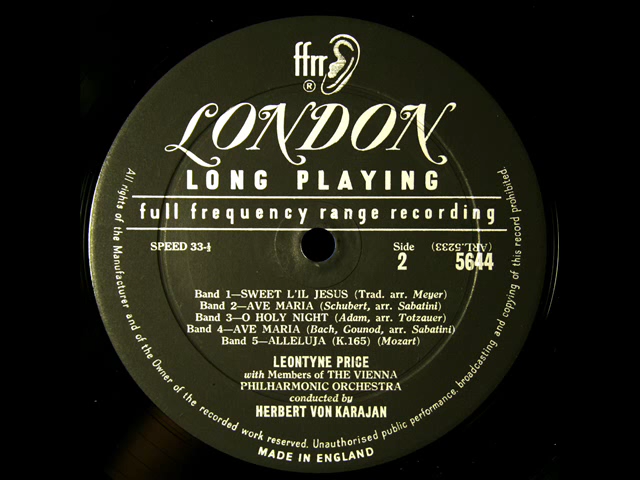 ffrr
®
LONDON
LONG PLAYING
full frequency range recording
SPEED 33-⅓
Side
2
(ARL.5233)
5644
Band 1—SWEET L'IL JESUS (Trad. arr. Meyer)
Band 2—AVE MARIA (Schubert, arr. Sabatini)
Band 3—O HOLY NIGHT (Adam, arr. Totzauer)
Band 4—AVE MARIA (Bach, Gounod, arr. Sabatini)
Band 5—ALLELUJA (K.165) (Mozart)
LEONTYNE PRICE
with Members of THE VIENNA
PHILHARMONIC ORCHESTRA
conducted by
HERBERT VON KARAJAN
All rights of the Manufacturer and of the Owner of the recorded work reserved. Unauthorised public performance, broadcasting and copying of this record prohibited.
MADE IN ENGLAND